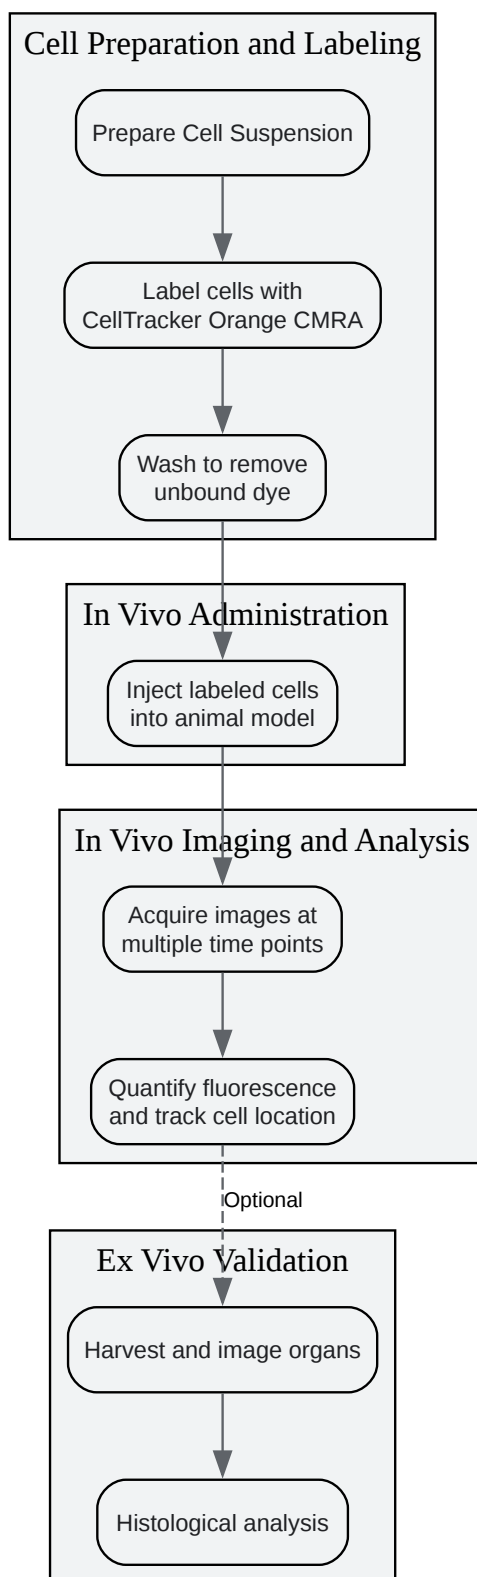 Cell Preparation and Labeling
Prepare Cell Suspension
Label cells with
CellTracker Orange CMRA
Wash to remove
unbound dye
In Vivo Administration
Inject labeled cells
into animal model
In Vivo Imaging and Analysis
Acquire images at
multiple time points
Quantify fluorescence
and track cell location
Optional
Ex Vivo Validation
Harvest and image organs
Histological analysis